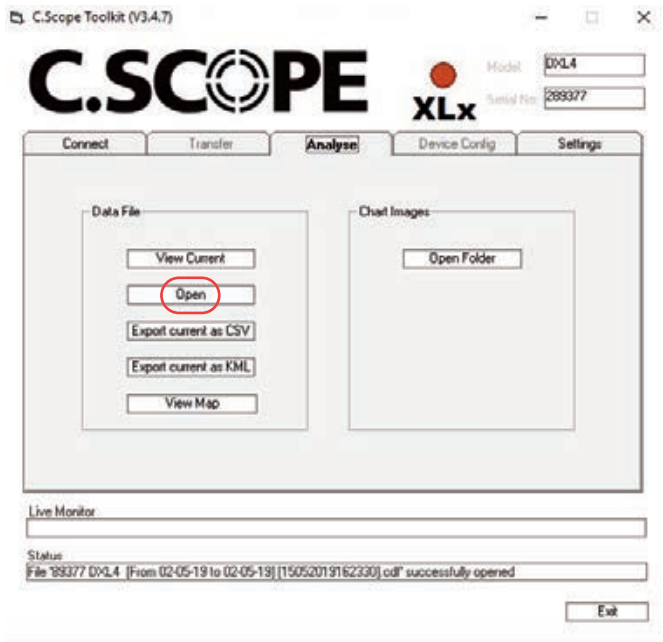 C.Scope Toolkit (V3.4.7)
C.SCOPE
XLx
Model DXL4
Serial No: 289377
Connect Transfer Analyse Device Config Settings
Data File Chart Images
View Current Open Folder
Open
Export current as CSV
Export current as KML
View Map
Live Monitor
Status
File '89377 DXL4 [From 02-05-19 to 02-05-19] [15052019162330].cdl' successfully opened
Exit